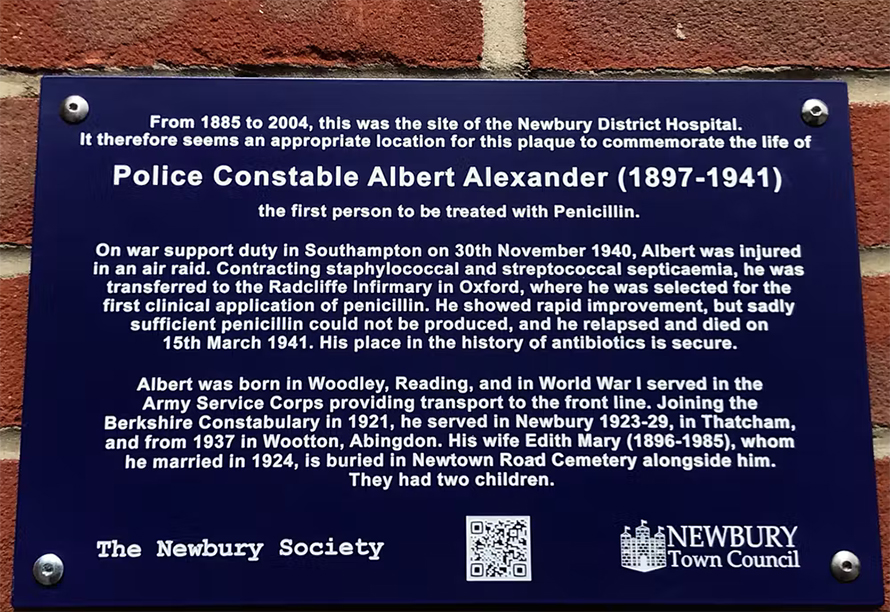 From 1885 to 2004, this was the site of the Newbury District Hospital.
It therefore seems an appropriate location for this plaque to commemorate the life of
Police Constable Albert Alexander (1897-1941)
the first person to be treated with Penicillin.
On war support duty in Southampton on 30th November 1940, Albert was injured
in an air raid. Contracting staphylococcal and streptococcal septicaemia, he was
transferred to the Radcliffe Infirmary in Oxford, where he was selected for the
first clinical application of penicillin. He showed rapid improvement, but sadly
sufficient penicillin could not be produced, and he relapsed and died on
15th March 1941. His place in the history of antibiotics is secure.
Albert was born in Woodley, Reading, and in World War I served in the
Army Service Corps providing transport to the front line. Joining the
Berkshire Constabulary in 1921, he served in Newbury 1923-29, in Thatcham,
and from 1937 in Wootton, Abingdon. His wife Edith Mary (1896-1985), whom
he married in 1924, is buried in Newtown Road Cemetery alongside him.
They had two children.
The Newbury Society
NEWBURY
Town Council